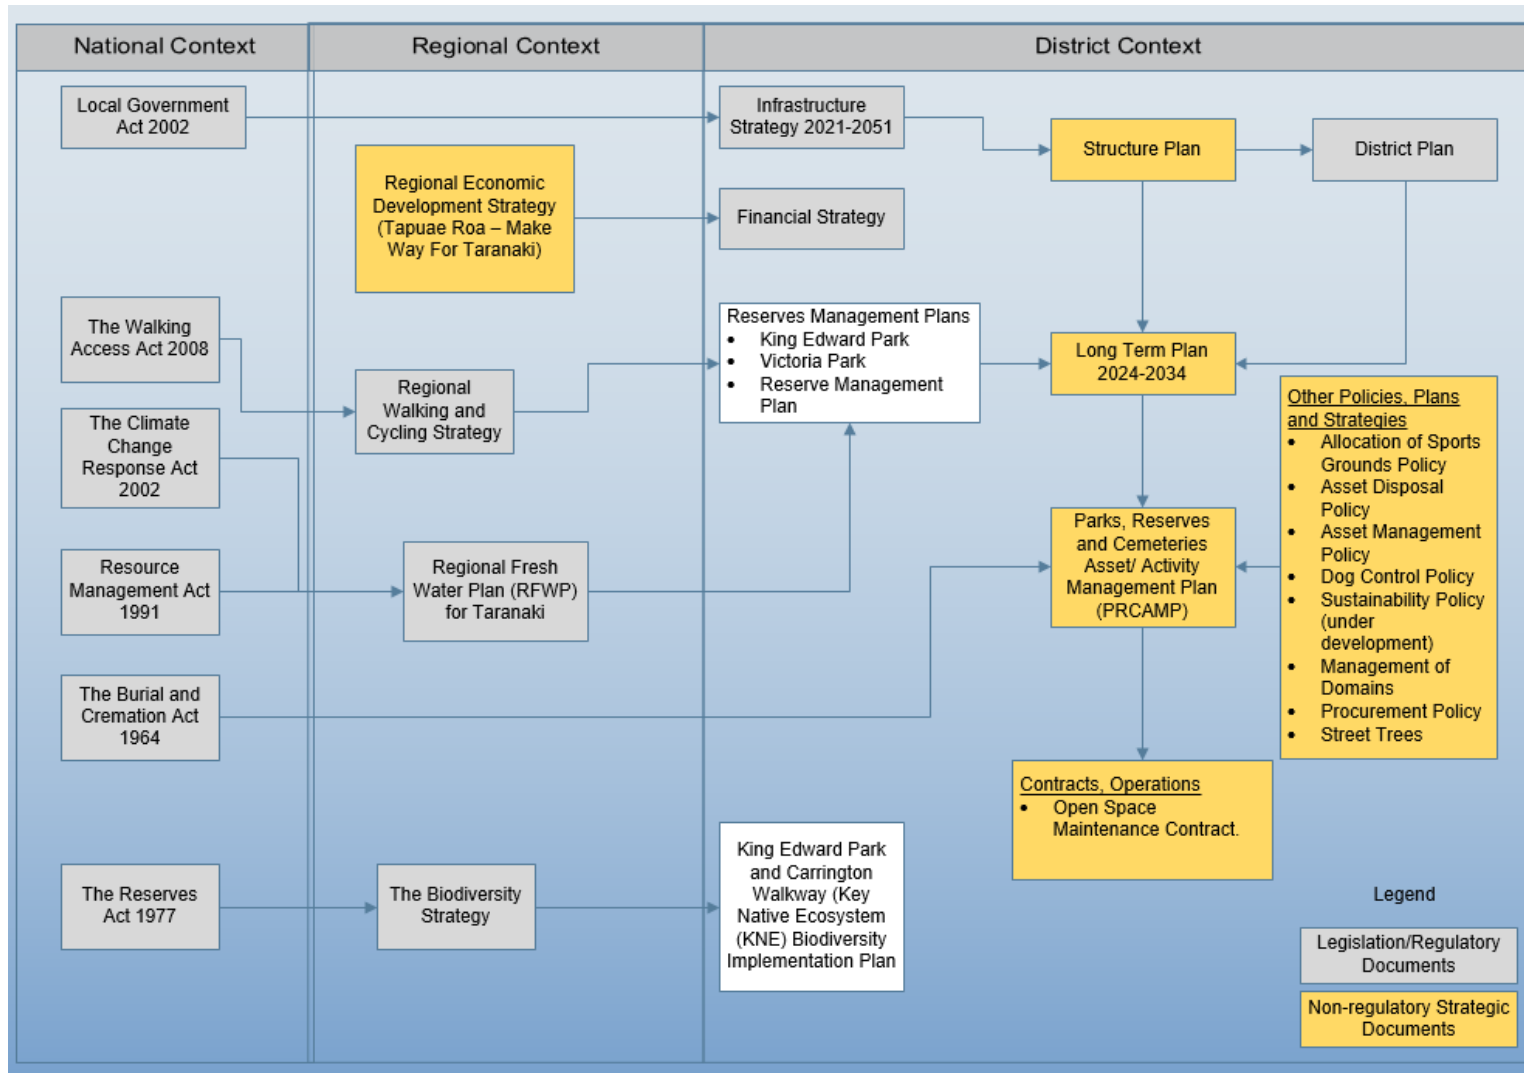 National Context
Regional Context
District Context
Local Government
Act 2002
Infrastructure
Strategy 2021-2051
Structure Plan
District Plan
Regional Economic
Development Strategy
(Tapuae Roa – Make
Way For Taranaki)
Financial Strategy
The Walking
Access Act 2008
Regional
Walking and
Cycling Strategy
Reserves Management Plans
• King Edward Park
• Victoria Park
• Reserve Management
Plan
Long Term Plan
2024-2034
The Climate
Change
Response Act
2002
Other Policies, Plans
and Strategies
• Allocation of Sports
Grounds Policy
• Asset Disposal
Policy
• Asset Management
Policy
• Dog Control Policy
• Sustainability Policy
(under
development)
• Management of
Domains
• Procurement Policy
• Street Trees
Resource
Management Act
1991
Regional Fresh
Water Plan (RFWP)
for Taranaki
Parks, Reserves
and Cemeteries
Asset/ Activity
Management Plan
(PRCAMP)
The Burial and
Cremation Act
1964
Contracts, Operations
• Open Space
Maintenance Contract.
The Reserves
Act 1977
The Biodiversity
Strategy
King Edward Park
and Carrington
Walkway (Key
Native Ecosystem
(KNE) Biodiversity
Implementation Plan
Legend
Legislation/Regulatory
Documents
Non-regulatory Strategic
Documents